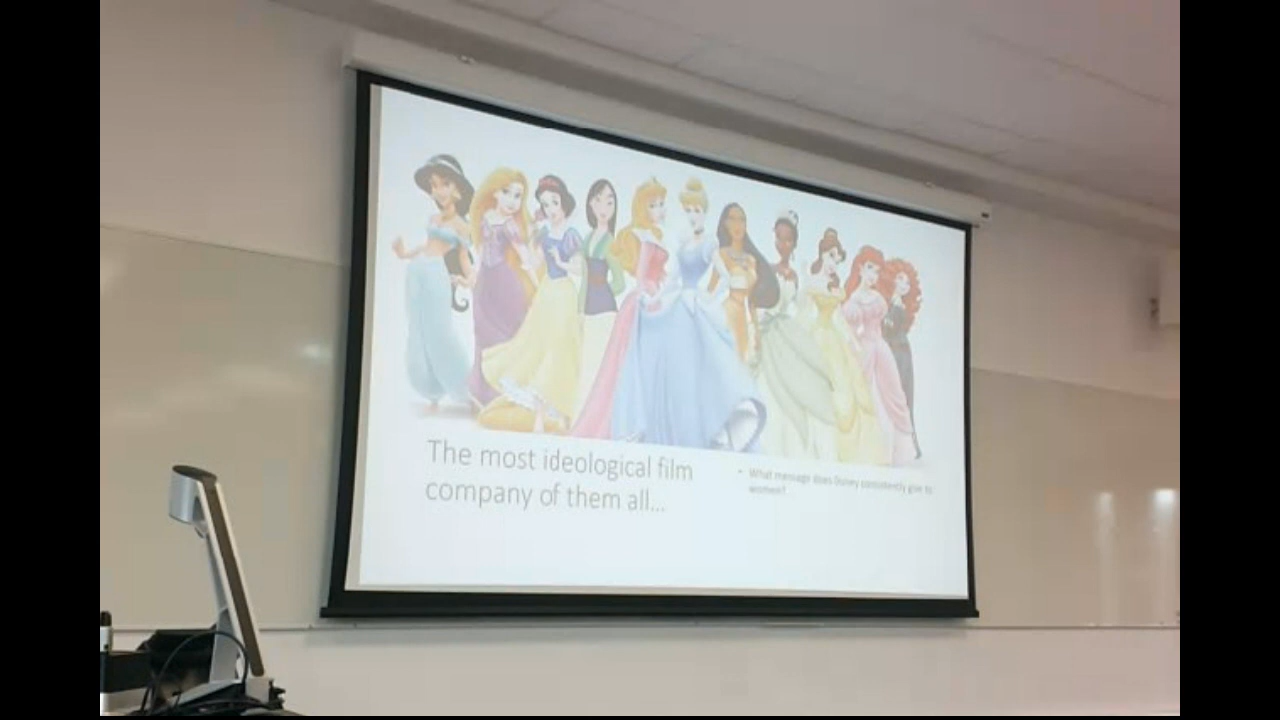 The most ideological film
company of them all...
• What message does Disney consistently give to
women?